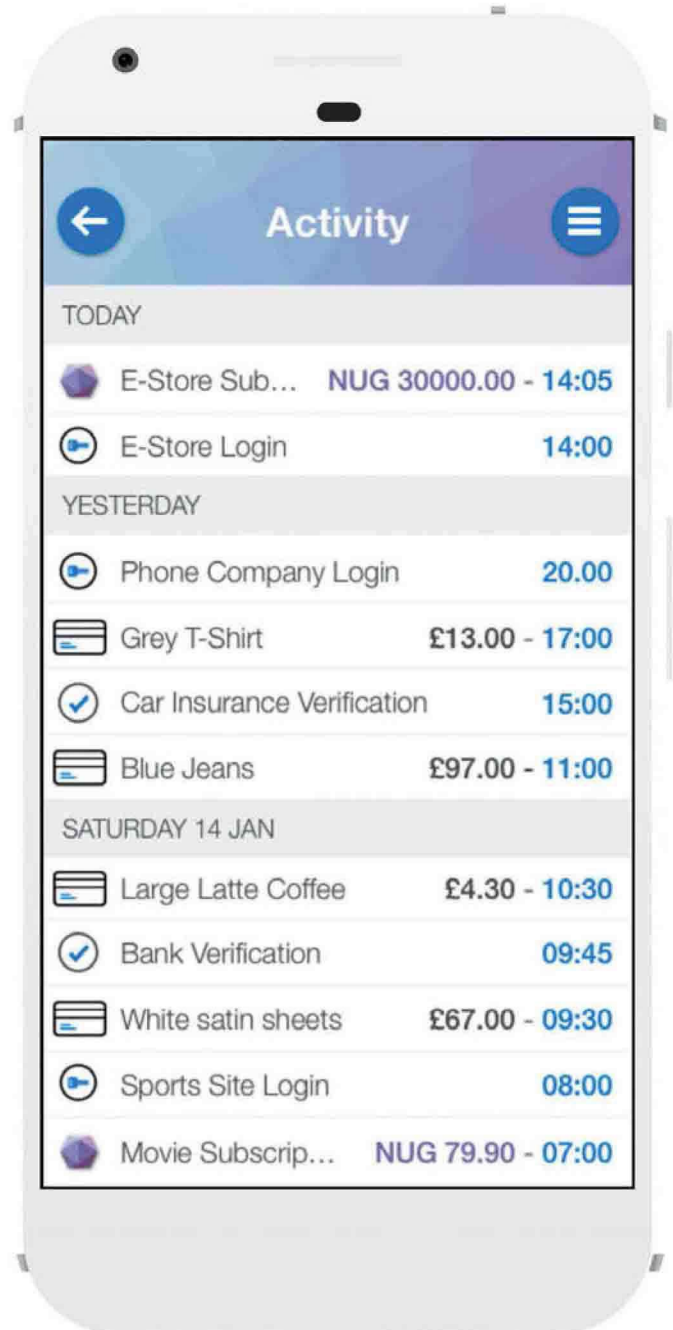 Activity
TODAY
E-Store Sub... NUG 30000.00 - 14:05
E-Store Login 14:00
YESTERDAY
Phone Company Login 20.00
Grey T-Shirt £13.00 - 17:00
Car Insurance Verification 15:00
Blue Jeans £97.00 - 11:00
SATURDAY 14 JAN
Large Latte Coffee £4.30 - 10:30
Bank Verification 09:45
White satin sheets £67.00 - 09:30
Sports Site Login 08:00
Movie Subscrip... NUG 79.90 - 07:00